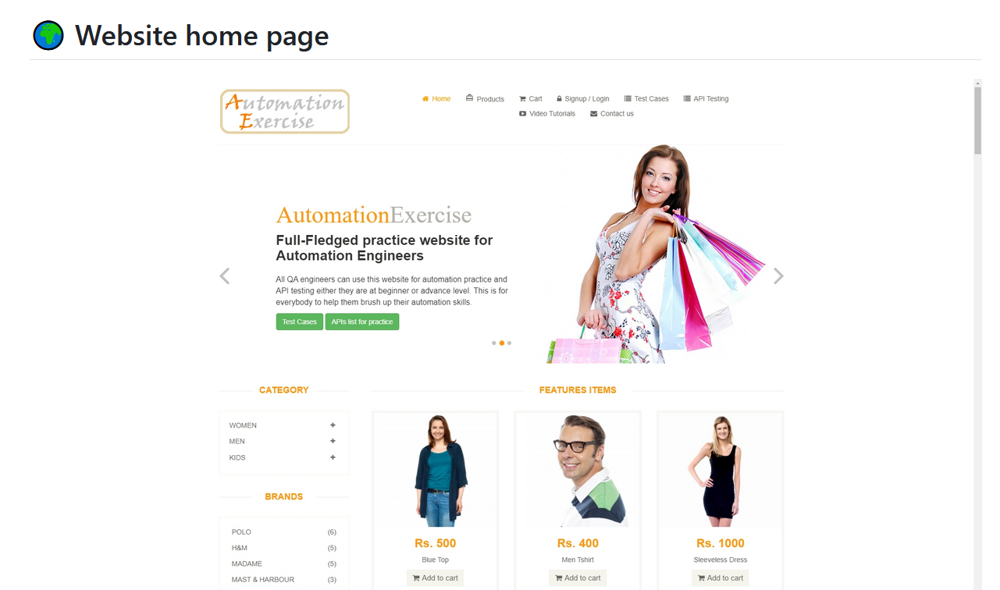 Website home page
Automation
Exercise
Home Products Cart Signup / Login Test Cases API Testing
Video Tutorials Contact us
AutomationExercise
Full-Fledged practice website for
Automation Engineers
All QA engineers can use this website for automation practice and
API testing either they are at beginner or advance level. This is for
everybody to help them brush up their automation skills.
Test Cases APIs list for practice
CATEGORY
WOMEN +
MEN +
KIDS +
BRANDS
POLO (6)
H&M (5)
MADAME (5)
MAST & HARBOUR (3)
FEATURES ITEMS
Rs. 500 Rs. 400 Rs. 1000
Blue Top Men Tshirt Sleeveless Dress
Add to cart Add to cart Add to cart